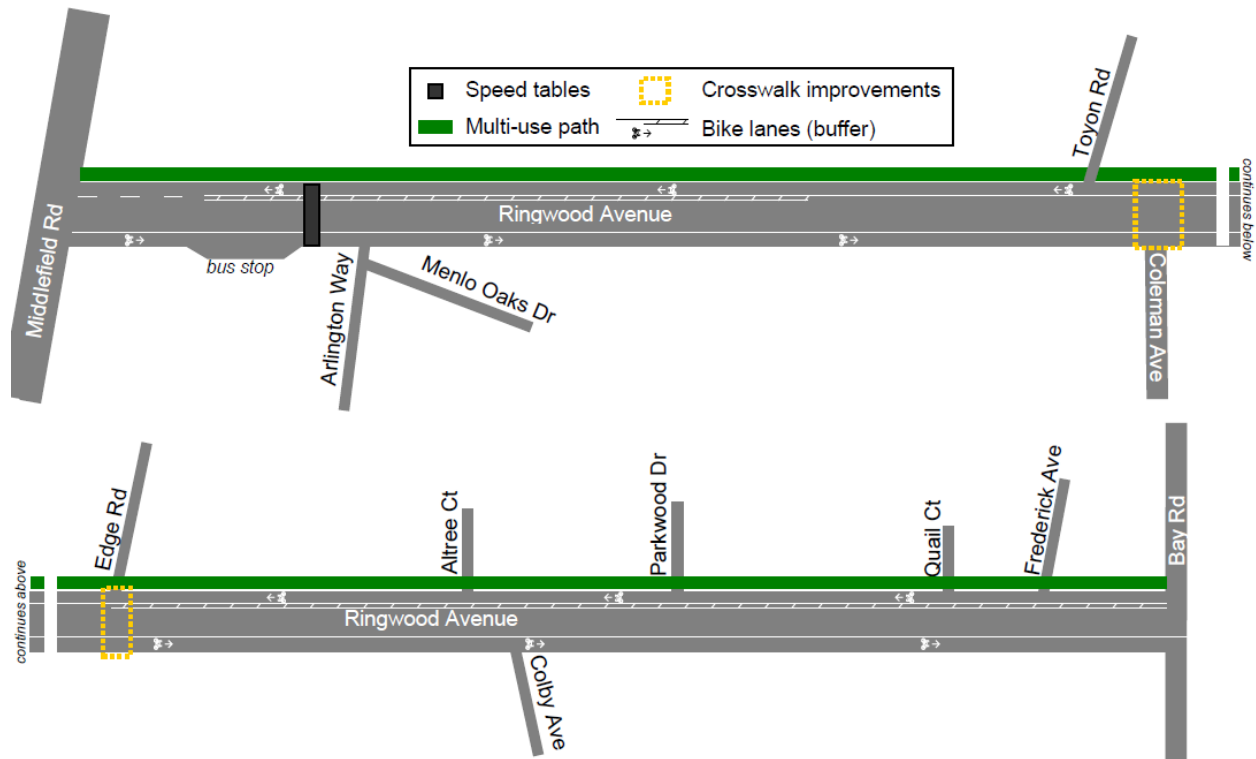 Speed tables
Crosswalk improvements
Multi-use path
Bike lanes (buffer)
Toyon Rd
continues below
Middlefield Rd
Ringwood Avenue
bus stop
Arlington Way
Menlo Oaks Dr
Coleman Ave
continues above
Edge Rd
Altree Ct
Parkwood Dr
Quail Ct
Frederick Ave
Bay Rd
Ringwood Avenue
Colby Ave